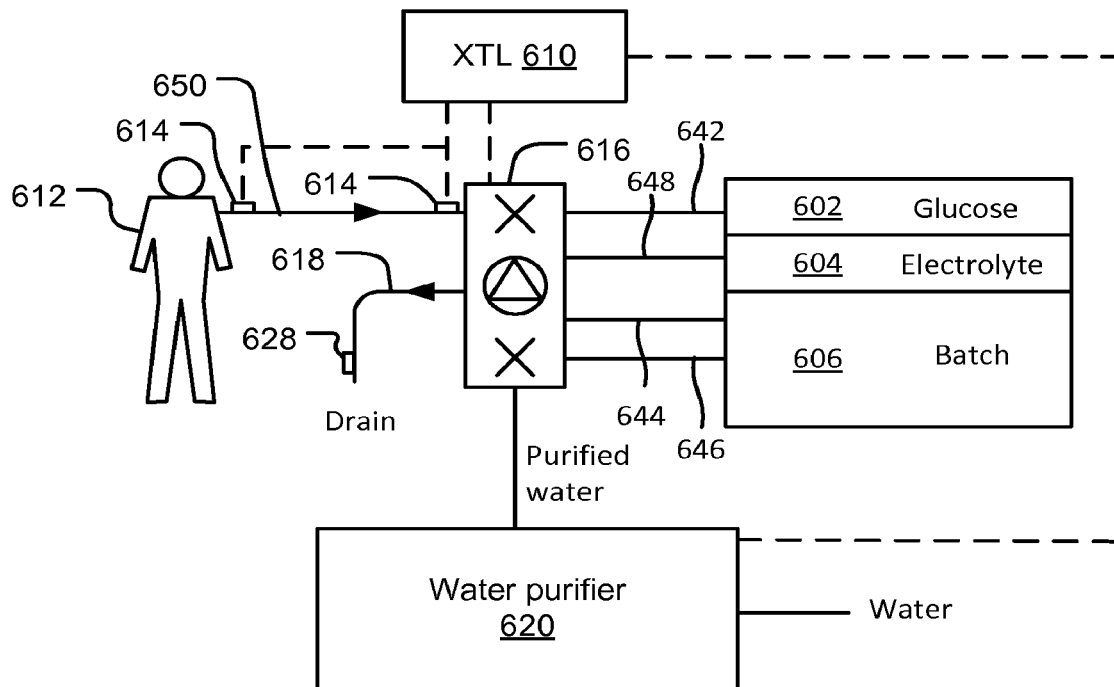 XTL 610
650
614
616
642
612
614
648
602 Glucose
618
604 Electrolyte
628
606 Batch
Drain
644
646
Purified
water
Water purifier
620
Water